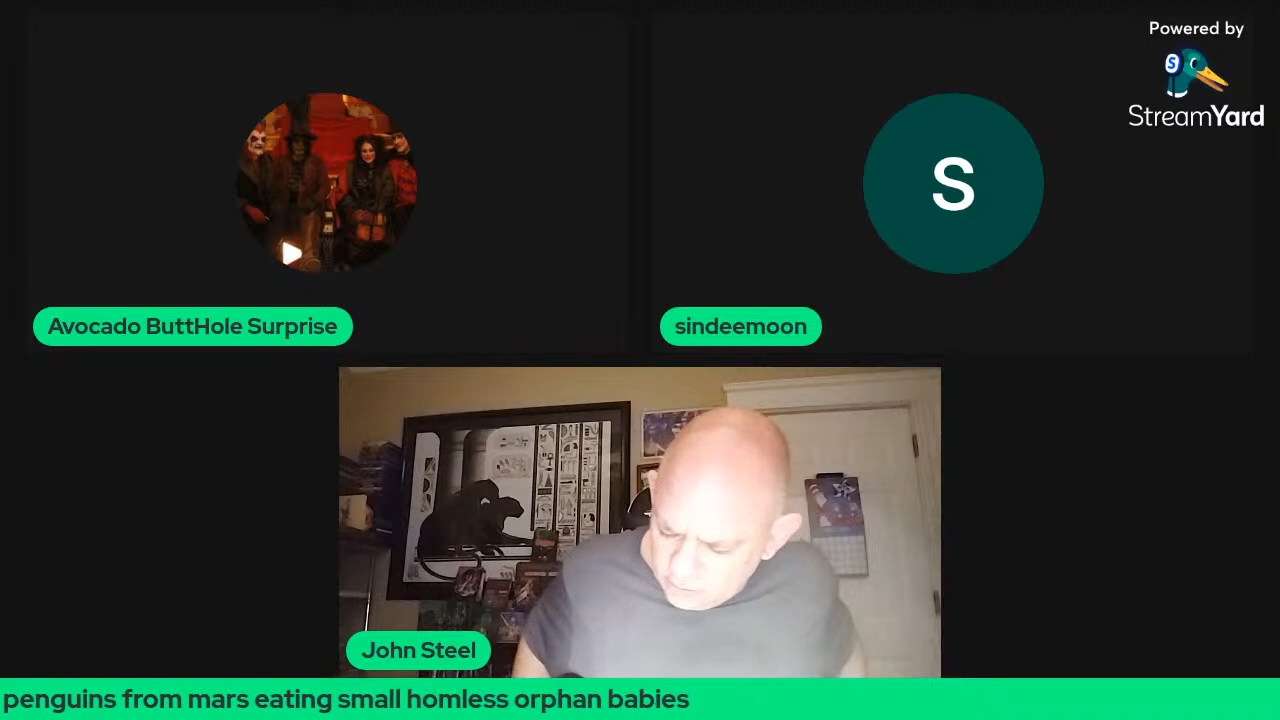 Powered by
S
StreamYard
S
Avocado ButtHole Surprise
sindeemoon
John Steel
penguins from mars eating small homless orphan babies